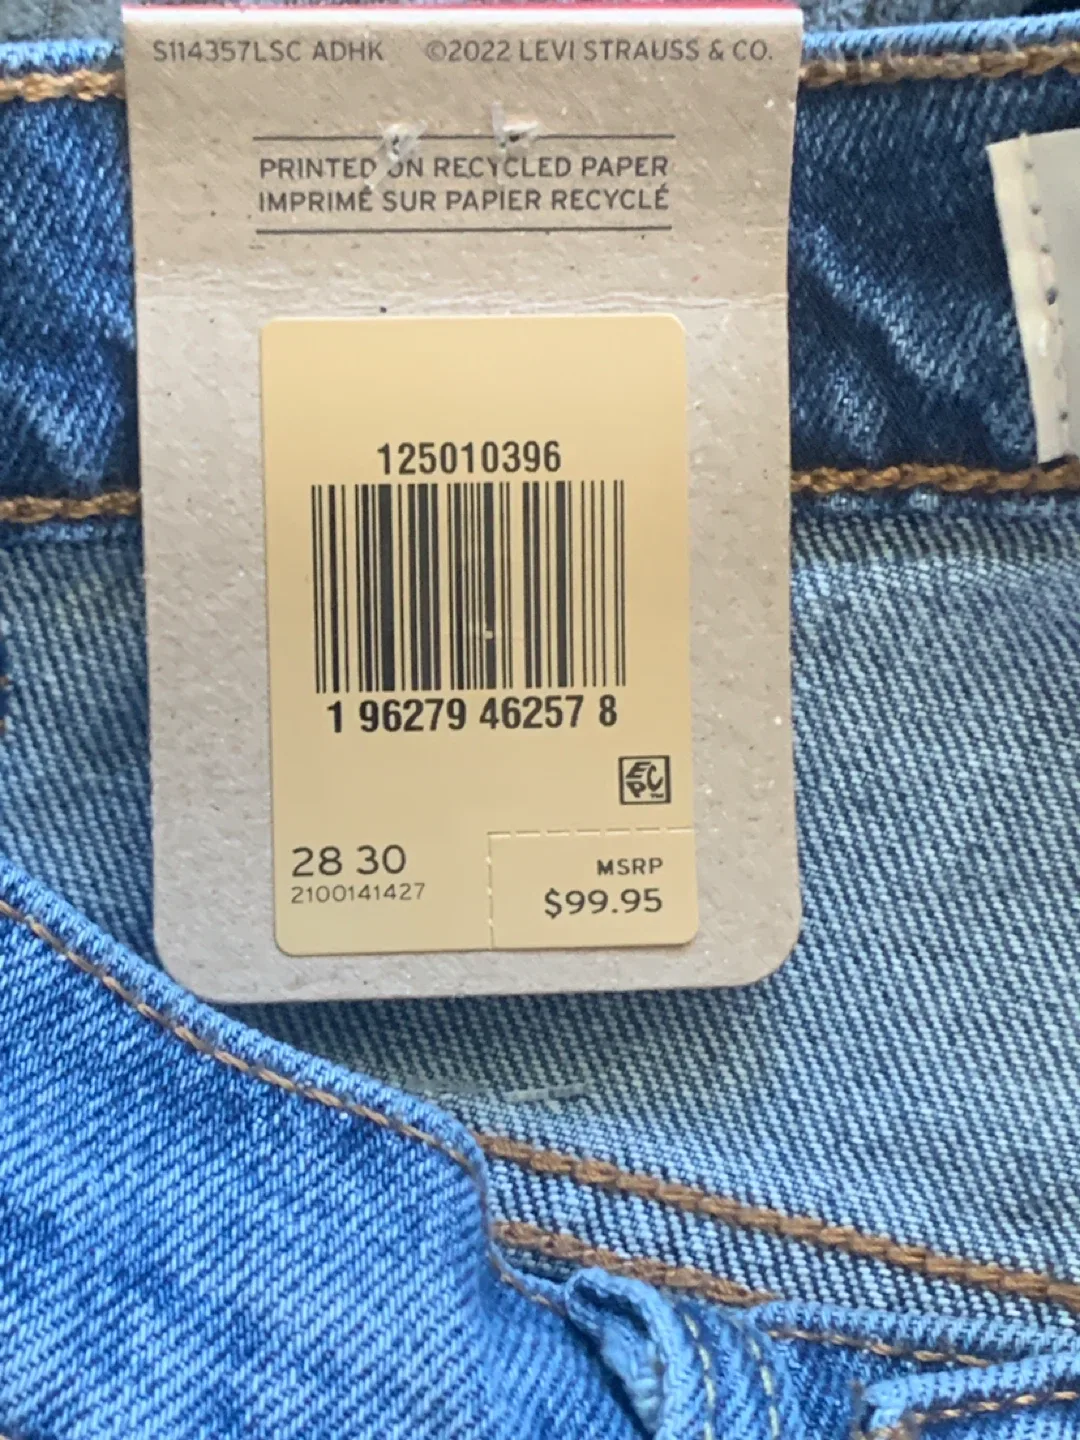 S114357LSC ADHK ©2022 LEVI STRAUSS & CO.
PRINTED ON RECYCLED PAPER
IMPRIMÉ SUR PAPIER RECYCLÉ
125010396
1 96279 46257 8
EPC
28 30
2100141427
MSRP
$99.95